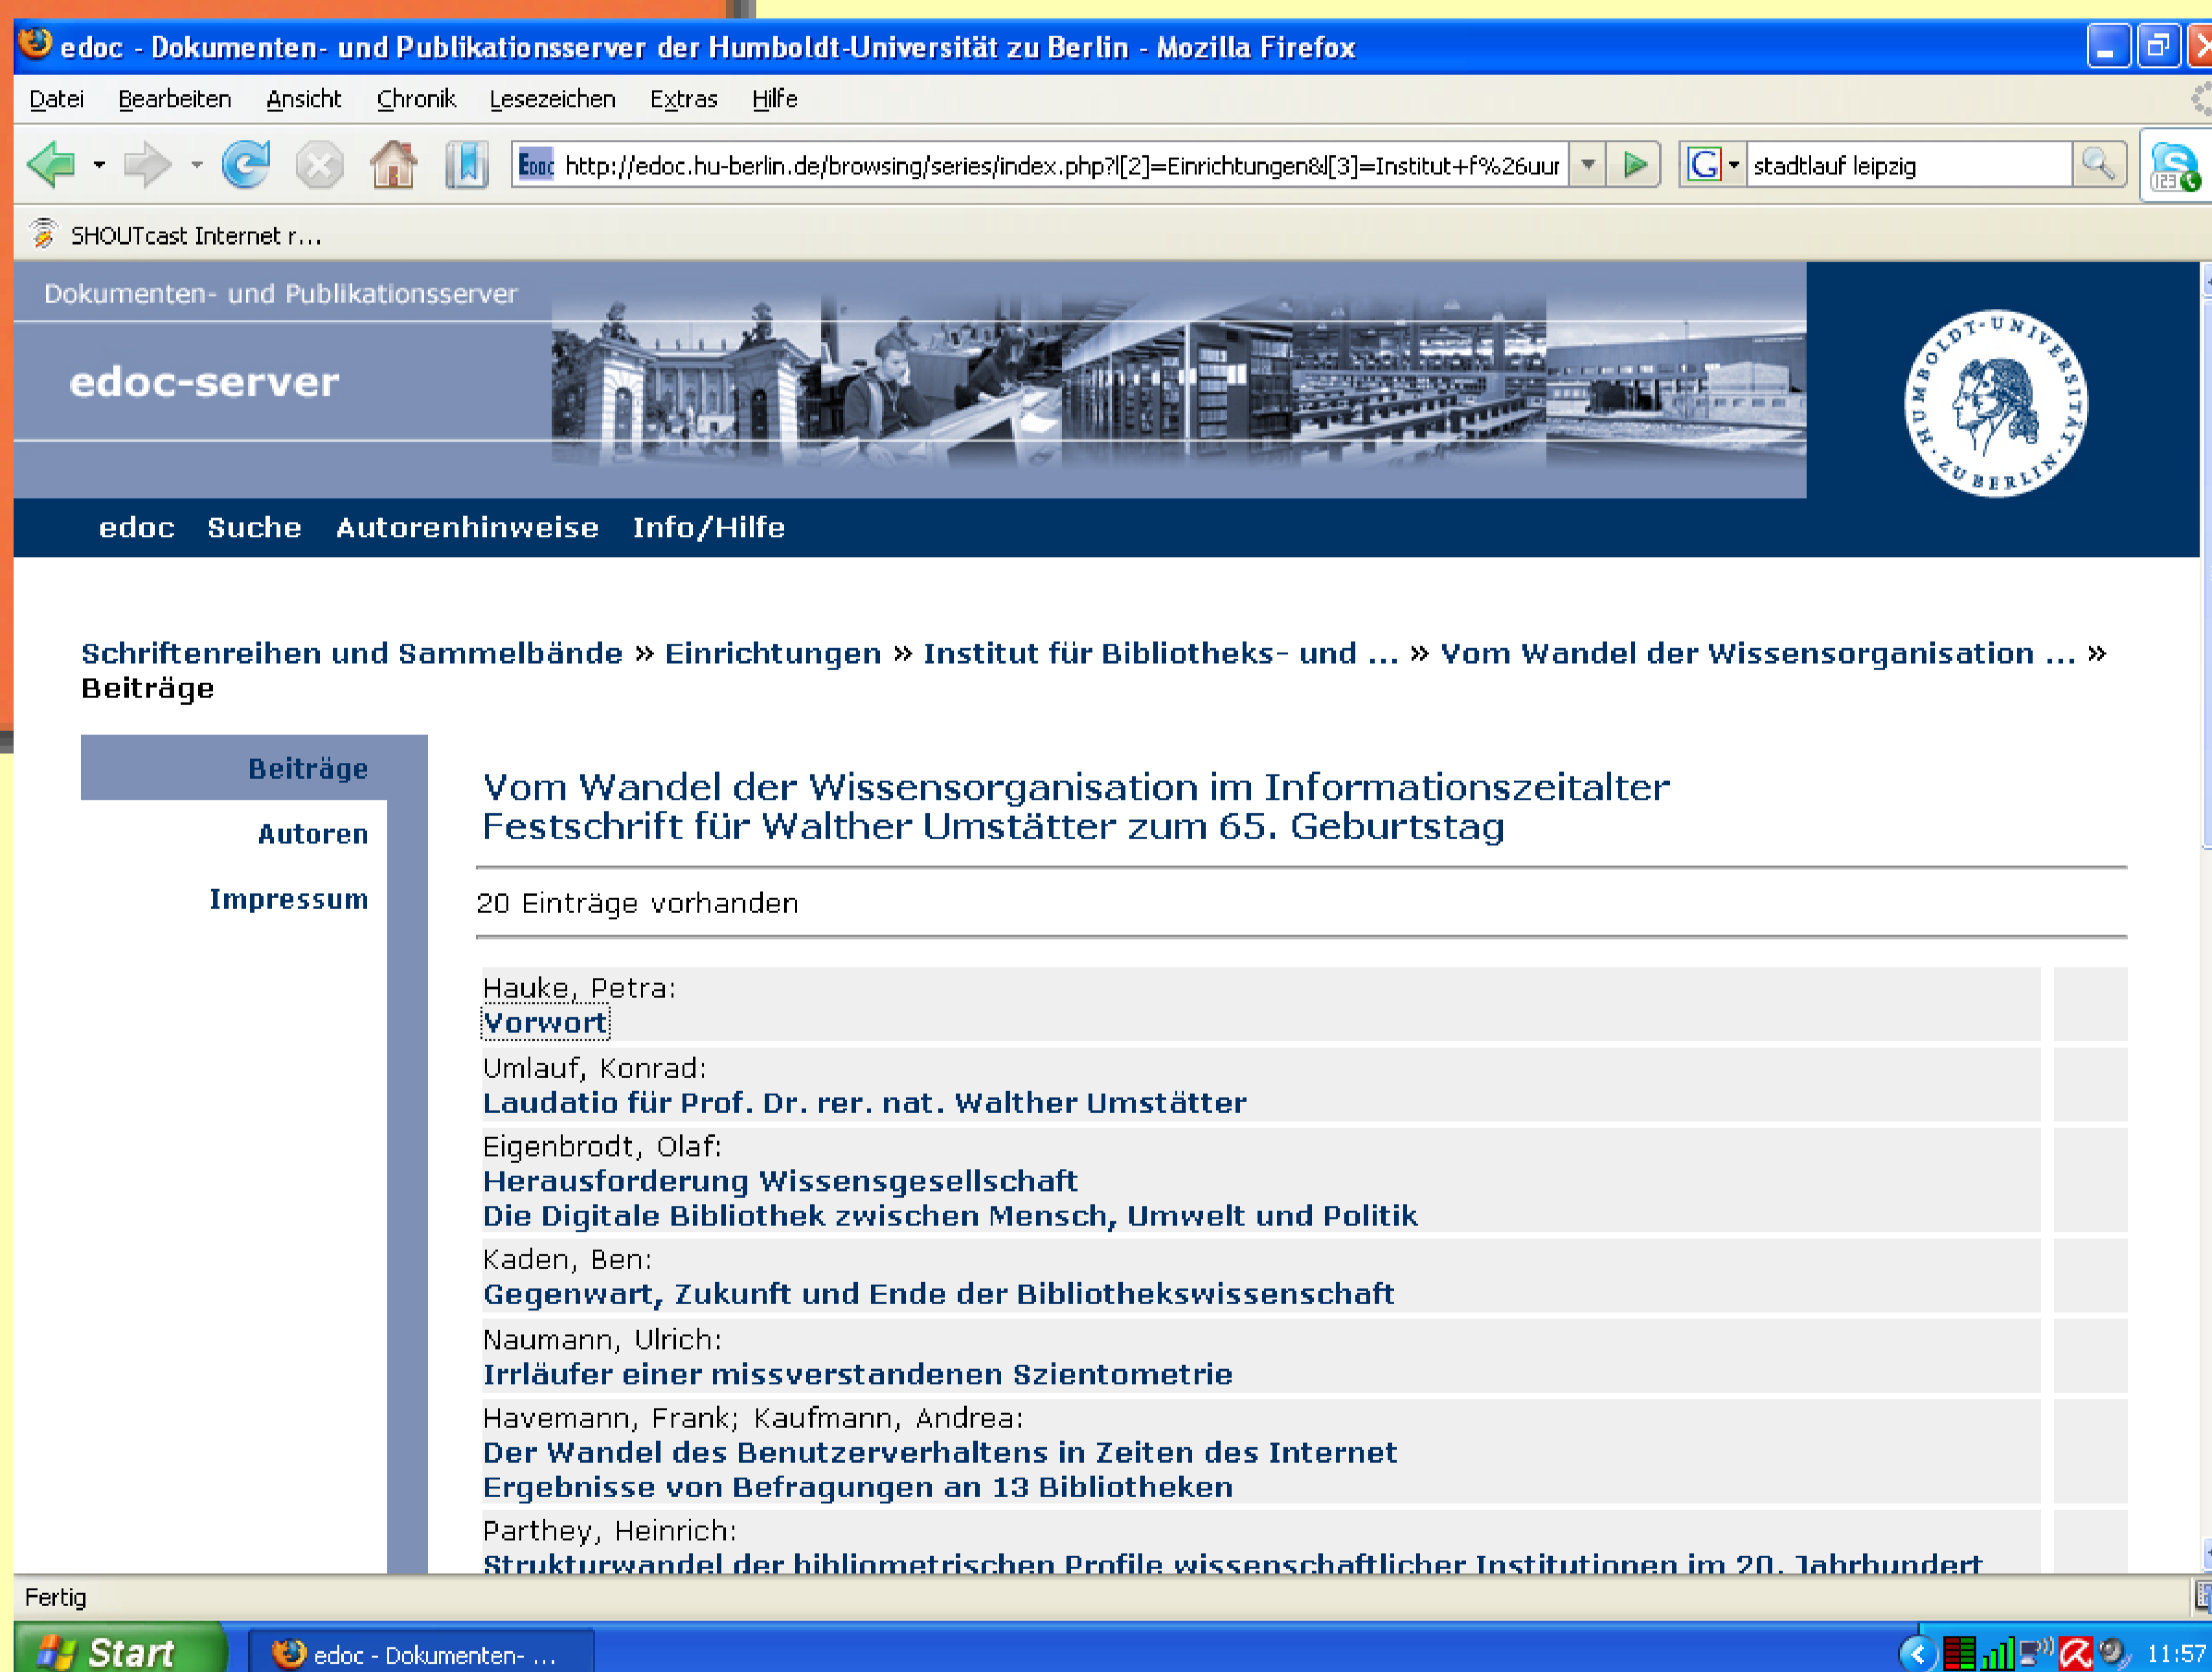 edoc - Dokumenten- und Publikationsserver der Humboldt-Universität zu Berlin - Mozilla Firefox
Datei Bearbeiten Ansicht Chronik Lesezeichen Extras Hilfe
Edoc http://edoc.hu-berlin.de/browsing/series/index.php?l[2]=Einrichtungen&l[3]=Institut+f%26uur G stadtlauf leipzig
SHOUTcast Internet r...
Dokumenten- und Publikationsserver
edoc-server
HUMBOLDT-UNIVERSITÄT
ZU BERLIN
edoc Suche Autorenhinweise Info/Hilfe
Schriftenreihen und Sammelbände » Einrichtungen » Institut für Bibliotheks- und ... » Vom Wandel der Wissensorganisation ... »
Beiträge
Beiträge
Autoren
Impressum
Vom Wandel der Wissensorganisation im Informationszeitalter
Festschrift für Walther Umstätter zum 65. Geburtstag
20 Einträge vorhanden
Hauke, Petra:
Vorwort
Umlauf, Konrad:
Laudatio für Prof. Dr. rer. nat. Walther Umstätter
Eigenbrodt, Olaf:
Herausforderung Wissensgesellschaft
Die Digitale Bibliothek zwischen Mensch, Umwelt und Politik
Kaden, Ben:
Gegenwart, Zukunft und Ende der Bibliothekswissenschaft
Naumann, Ulrich:
Irrläufer einer missverstandenen Szientometrie
Havemann, Frank; Kaufmann, Andrea:
Der Wandel des Benutzerverhaltens in Zeiten des Internet
Ergebnisse von Befragungen an 13 Bibliotheken
Parthey, Heinrich:
Strukturwandel der bibliometrischen Profile wissenschaftlicher Institutionen im 20. Jahrhundert
Fertig
Start edoc - Dokumenten- ... 11:57